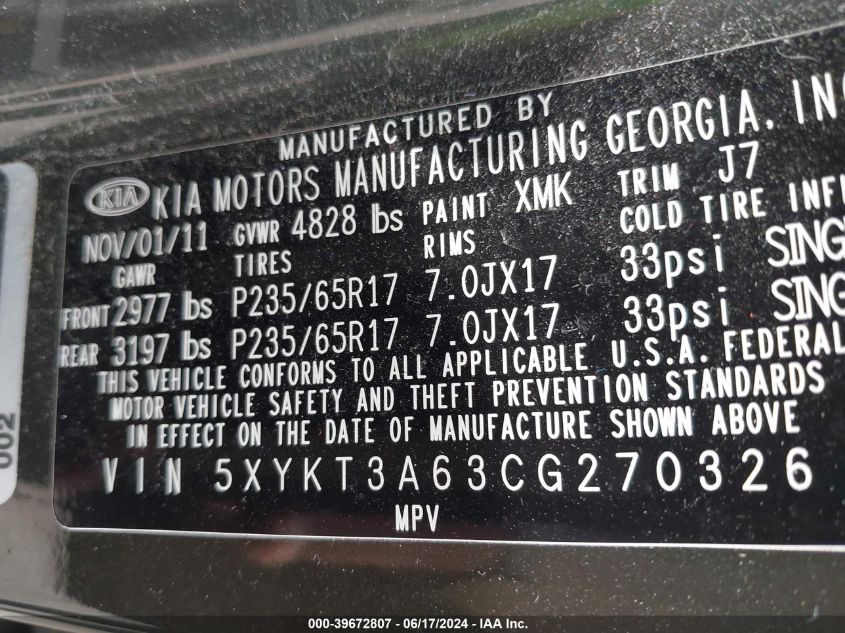 MANUFACTURED BY
KIA KIA MOTORS MANUFACTURING GEORGIA. INC
NOV/01/11 GVWR 4828 lbs PAINT XMK TRIM J7
GAWR TIRES RIMS COLD TIRE INFL
FRONT 2977 lbs P235/65R17 7.0JX17 33psi SING
REAR 3197 lbs P235/65R17 7.0JX17 33psi SING
THIS VEHICLE CONFORMS TO ALL APPLICABLE U.S.A. FEDERAL
MOTOR VEHICLE SAFETY AND THEFT PREVENTION STANDARDS
IN EFFECT ON THE DATE OF MANUFACTURE SHOWN ABOVE
VIN 5XYKT3A63CG270326
MPV
002
000-39672807 - 06/17/2024 - IAA Inc.